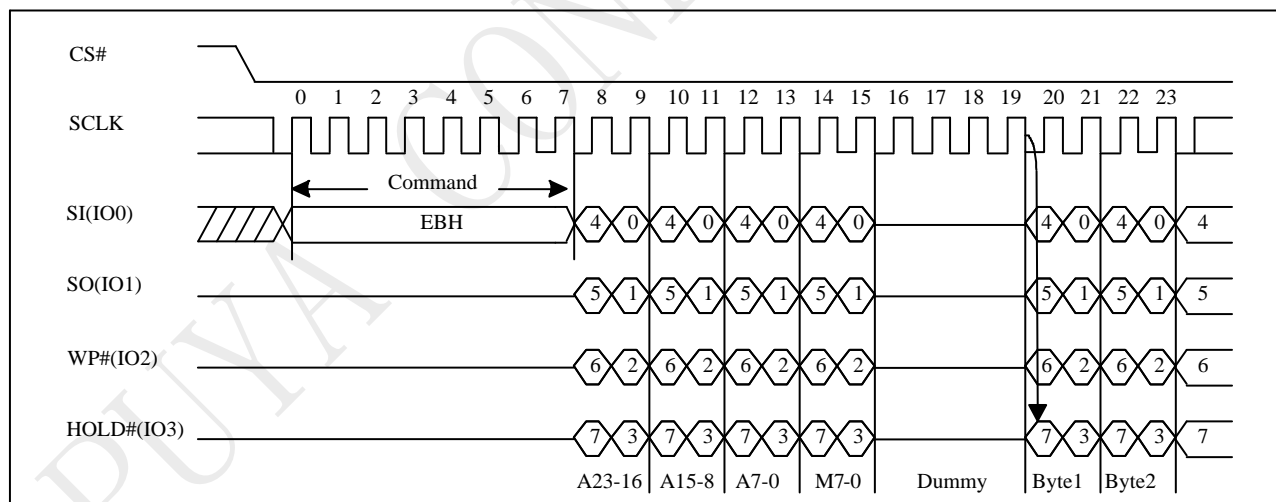 CS#
0 1 2 3 4 5 6 7 8 9 10 11 12 13 14 15 16 17 18 19 20 21 22 23
SCLK
Command
SI(IO0) EBH 4 0 4 0 4 0 4 0 4 0 4 0 4
SO(IO1) 5 1 5 1 5 1 5 1 5 1 5 1 5
WP#(IO2) 6 2 6 2 6 2 6 2 6 2 6 2 6
HOLD#(IO3) 7 3 7 3 7 3 7 3 7 3 7 3 7
A23-16 A15-8 A7-0 M7-0 Dummy Byte1 Byte2
PUYA CON